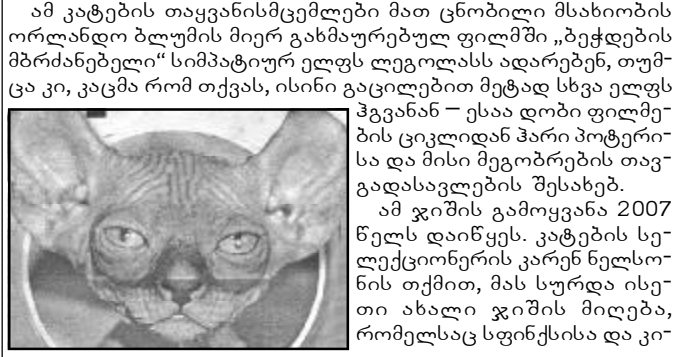 ამ კატების თაყვანისმცემლები მათ ცნობილი მსახიობის
ორლანდო ბლუმის მიერ გახმაურებულ ფილმში „ბეჭდების
მბრძანებელი“ სიმპატიურ ელფს ლეგოლასს ადარებენ, თუმ-
ცა კი, კაცმა რომ თქვას, ისინი გაცილებით მეტად სხვა ელფს
ჰგვანან – ესაა დობი ფილმე-
ბის ციკლიდან ჰარი პოტერი-
სა და მისი მეგობრების თავ-
გადასავლების შესახებ.
ამ ჯიშის გამოყვანა 2007
წელს დაიწყეს. კატების სე-
ლექციონერის კარენ ნელსო-
ნის თქმით, მას სურდა ისე-
თი ახალი ჯიშის მიღება,
რომელსაც სფინქსისა და კი-